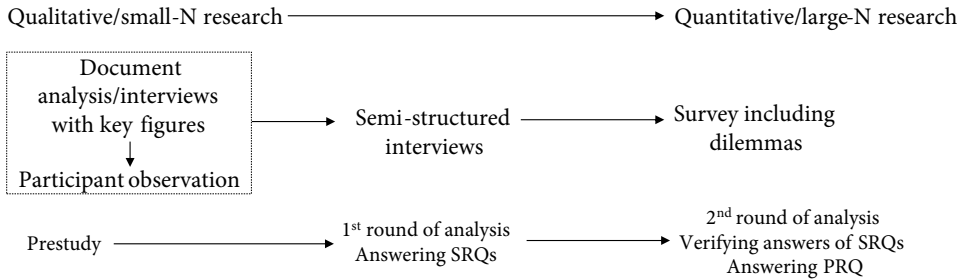 Qualitative/small-N research
Quantitative/large-N research
Document
analysis/interviews
with key figures
Participant observation
Semi-structured
interviews
Survey including
dilemmas
Prestudy
1st round of analysis
Answering SRQs
2nd round of analysis
Verifying answers of SRQs
Answering PRQ